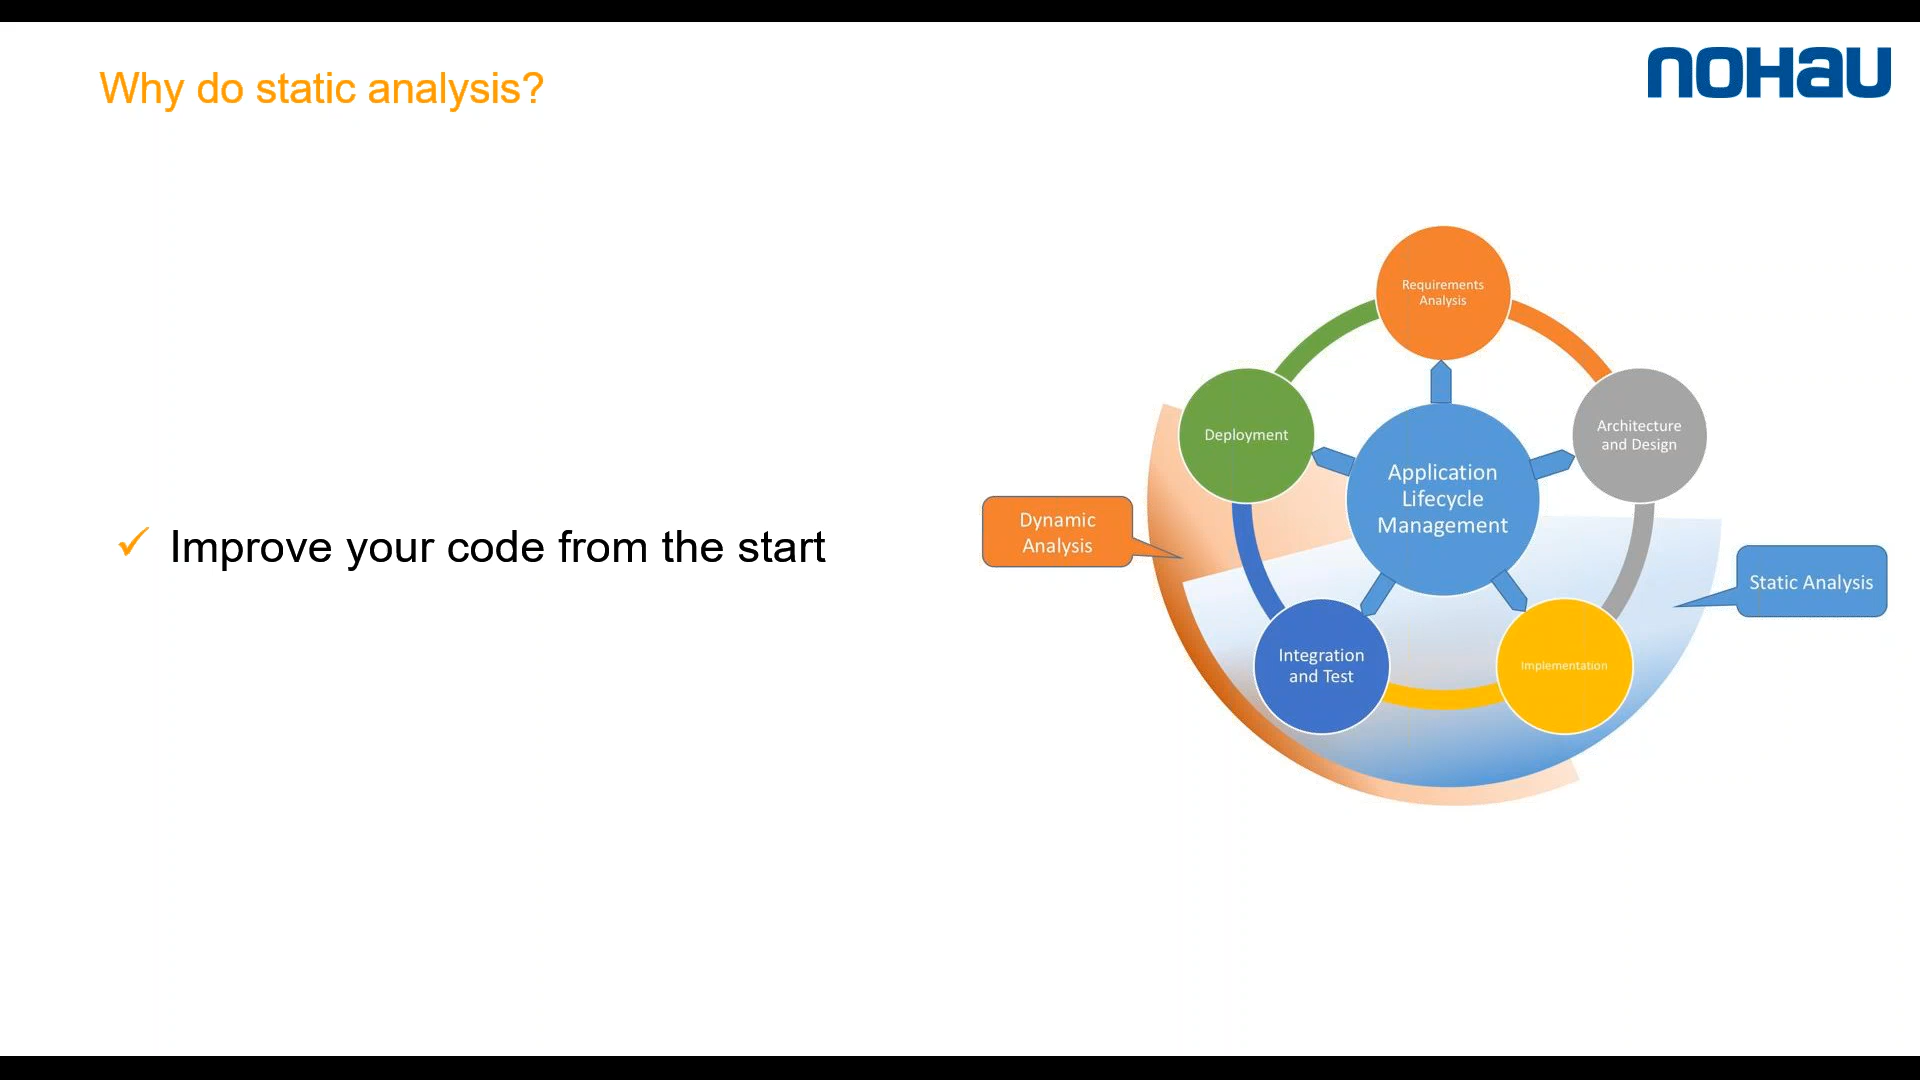 Why do static analysis?
noHau
✓ Improve your code from the start
Requirements
Analysis
Deployment
Architecture
and Design
Application
Lifecycle
Management
Dynamic
Analysis
Static Analysis
Integration
and Test
Implementation